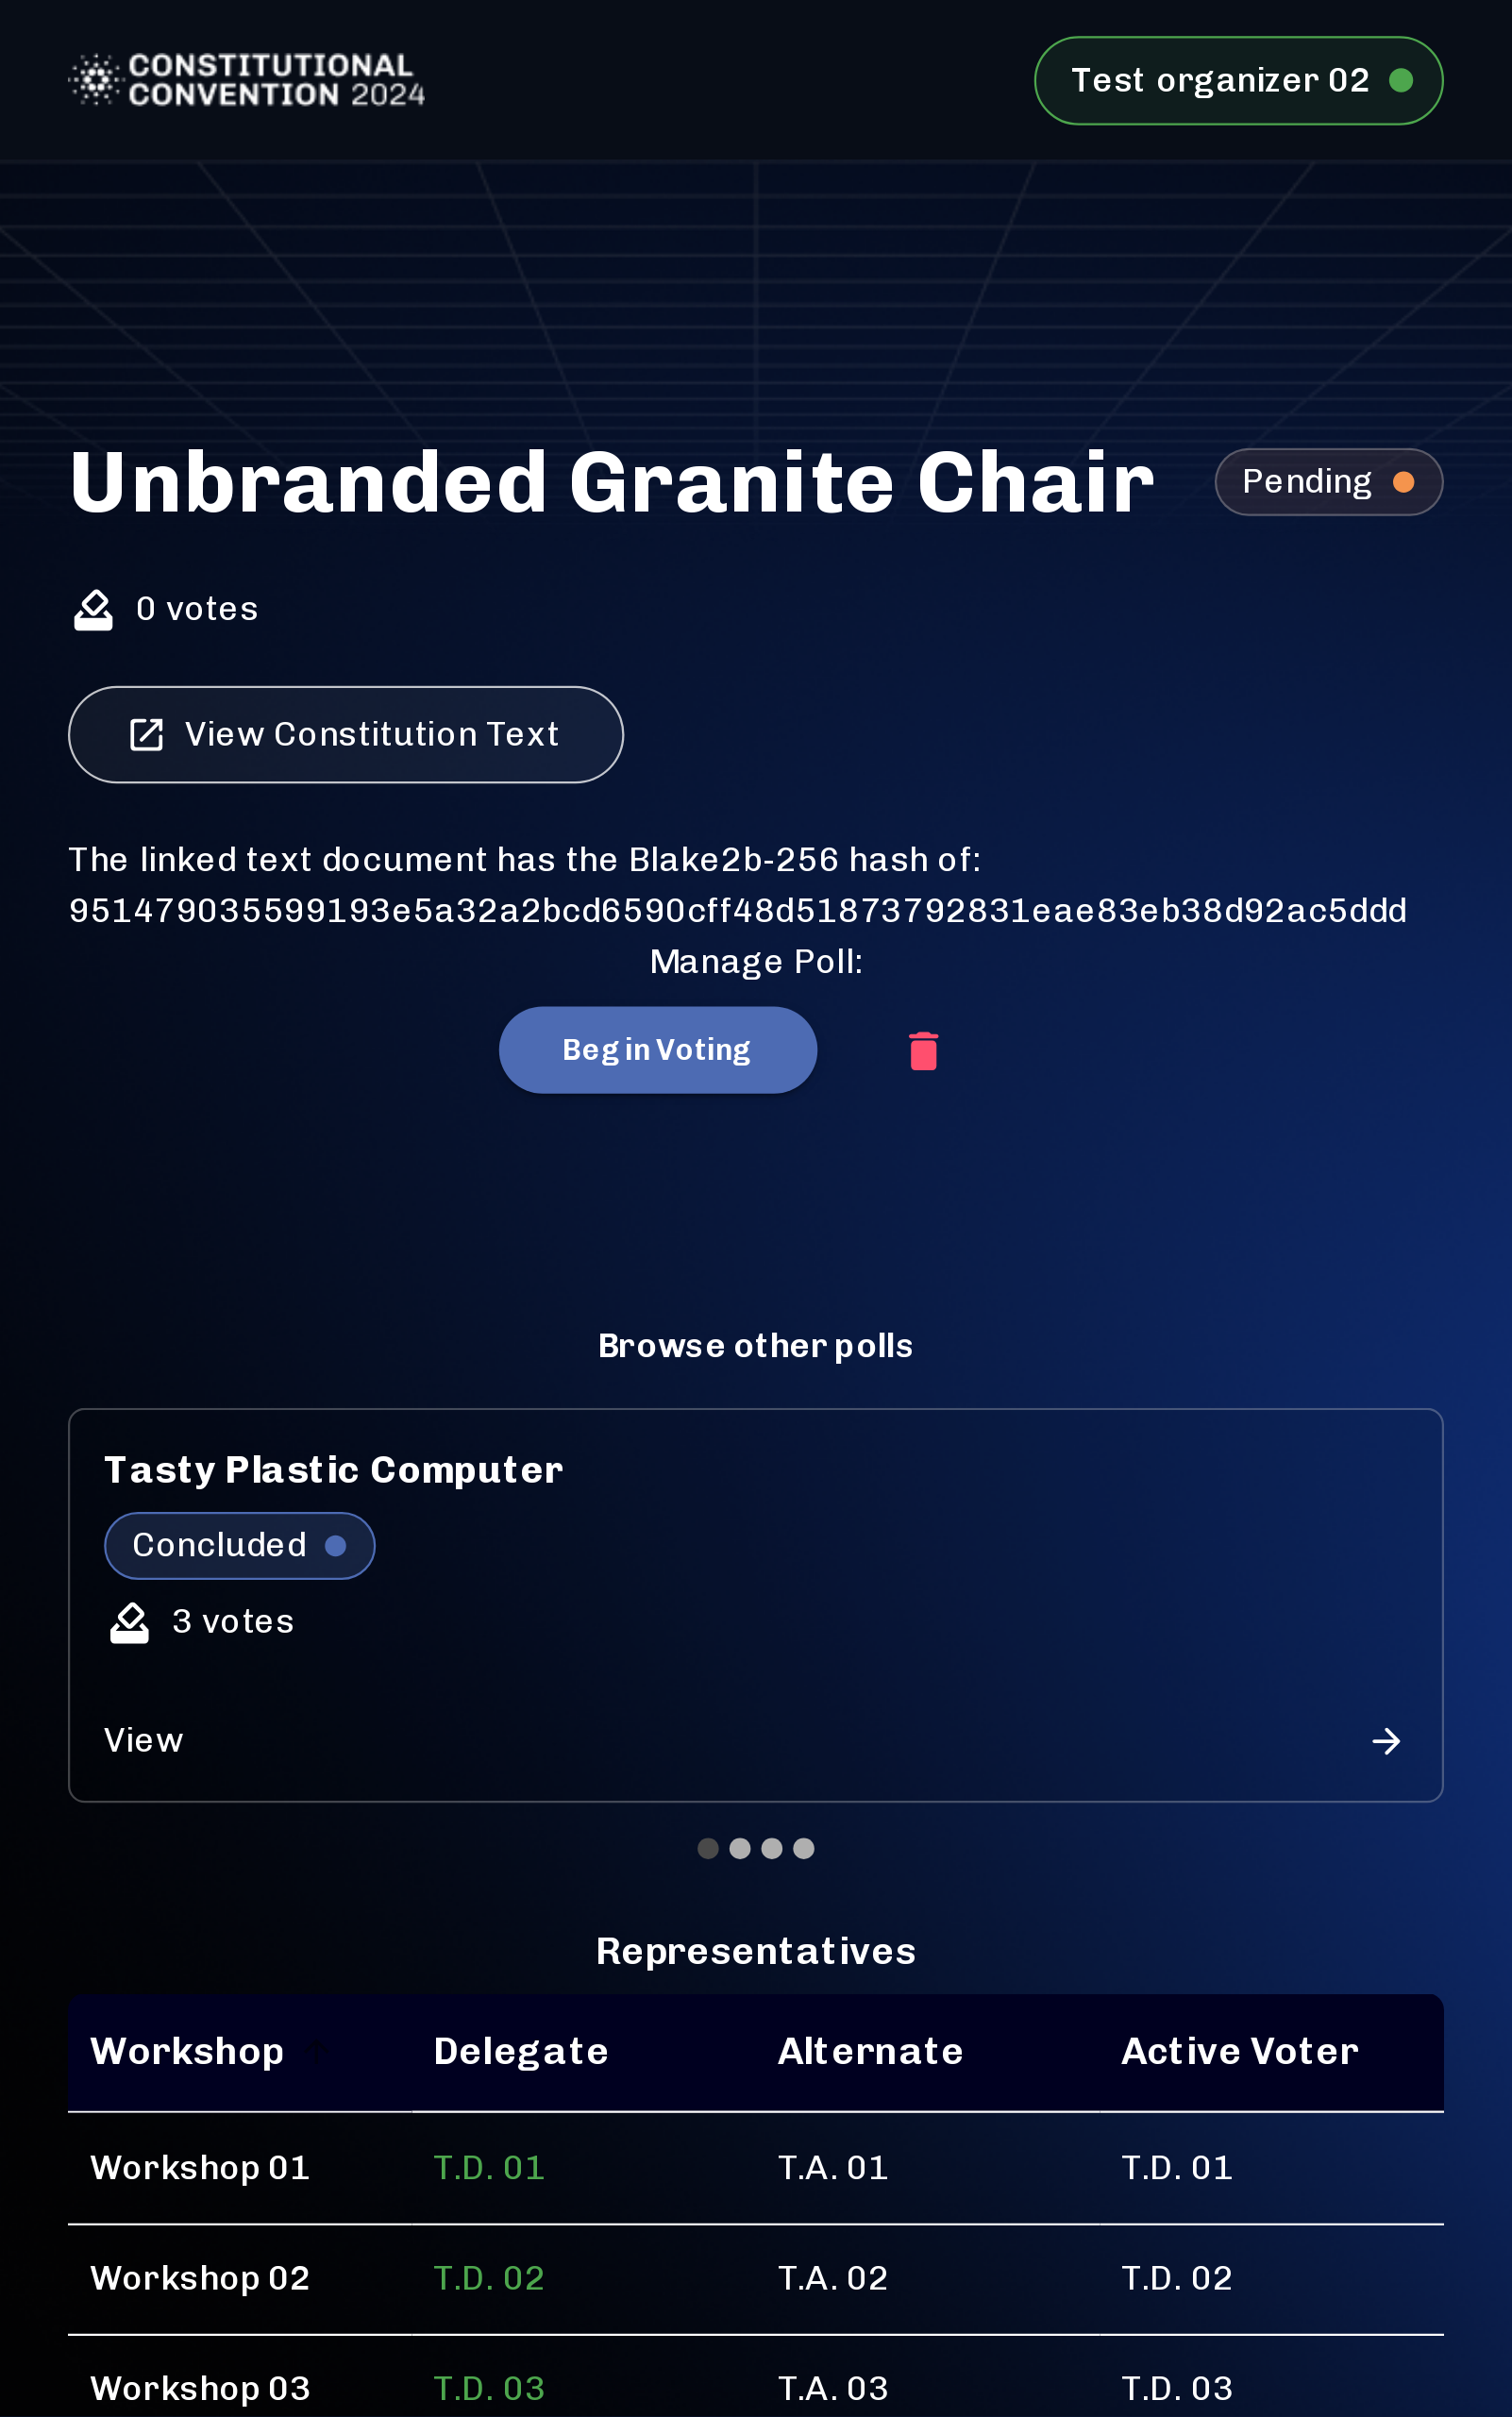 CONSTITUTIONAL
CONVENTION 2024
Test organizer 02
Unbranded Granite Chair
Pending
0 votes
View Constitution Text
The linked text document has the Blake2b-256 hash of:
951479035599193e5a32a2bcd6590cff48d51873792831eae83eb38d92ac5ddd
Manage Poll:
Begin Voting
Browse other polls
Tasty Plastic Computer
Concluded
3 votes
View
Representatives
Workshop Delegate Alternate Active Voter
Workshop 01 T.D. 01 T.A. 01 T.D. 01
Workshop 02 T.D. 02 T.A. 02 T.D. 02
Workshop 03 T.D. 03 T.A. 03 T.D. 03